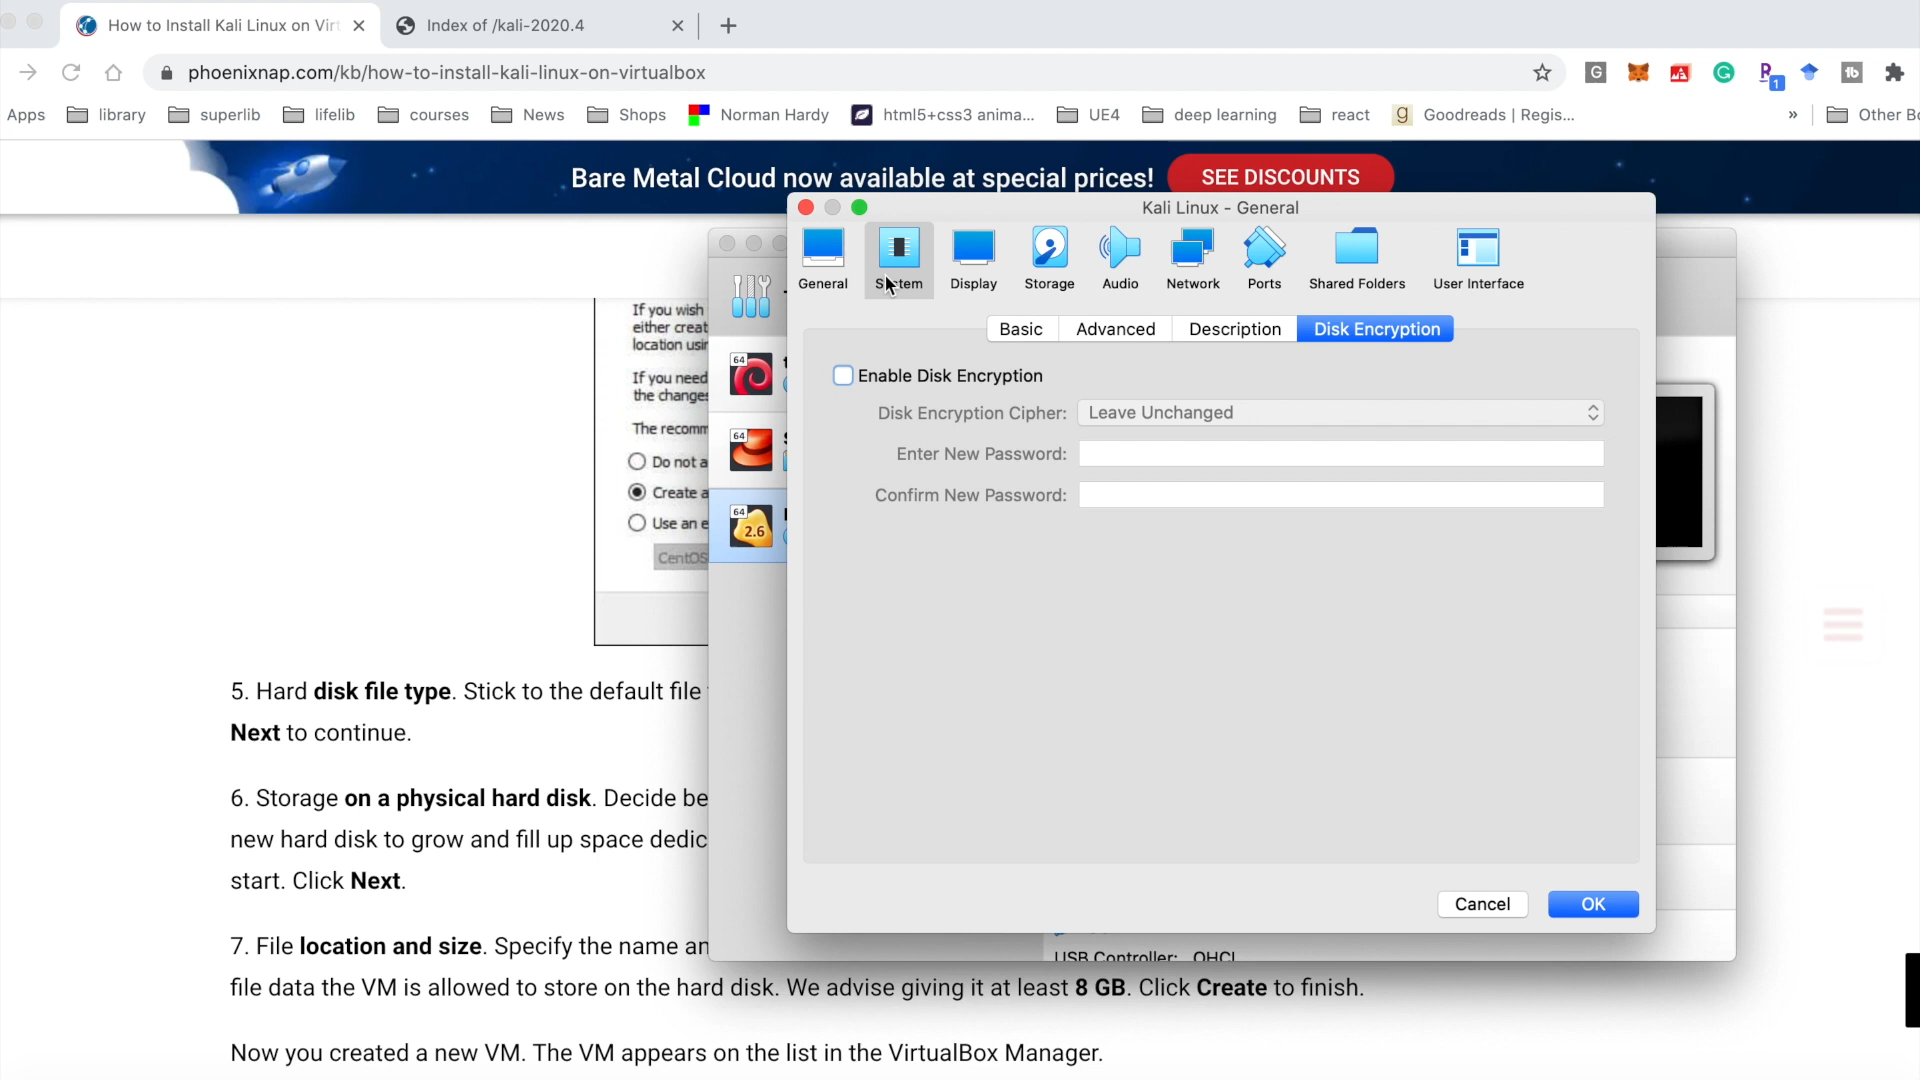 How to Install Kali Linux on Virt
Index of /kali-2020.4
phoenixnap.com/kb/how-to-install-kali-linux-on-virtualbox
Apps
library
superlib
lifelib
courses
News
Shops
Norman Hardy
html5+css3 anima...
UE4
deep learning
react
Goodreads | Regis...
»
Other Bo
Bare Metal Cloud now available at special prices!
SEE DISCOUNTS
Kali Linux - General
General
System
Display
Storage
Audio
Network
Ports
Shared Folders
User Interface
Basic
Advanced
Description
Disk Encryption
Enable Disk Encryption
Disk Encryption Cipher:
Leave Unchanged
Enter New Password:
Confirm New Password:
Cancel
OK
If you wish
either creat
location usin
If you need
the changes
The recomm
Do not a
Create a
Use an e
CentOS
64
64
64
2.6
USB Controller: OHCI
5. Hard disk file type. Stick to the default file
Next to continue.
6. Storage on a physical hard disk. Decide be
new hard disk to grow and fill up space dedic
start. Click Next.
7. File location and size. Specify the name an
file data the VM is allowed to store on the hard disk. We advise giving it at least 8 GB. Click Create to finish.
Now you created a new VM. The VM appears on the list in the VirtualBox Manager.